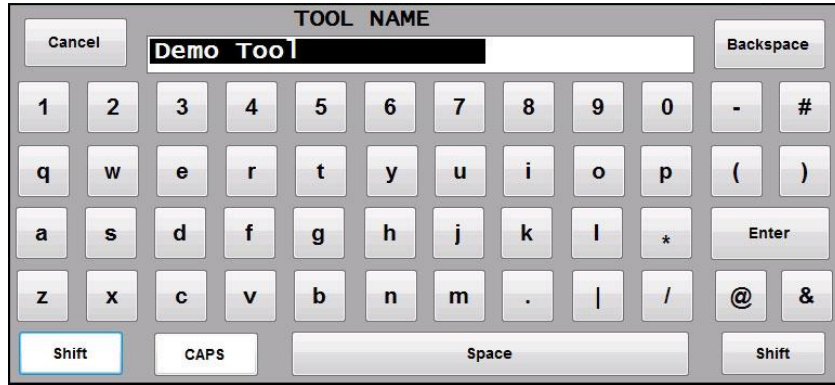 TOOL NAME
Cancel Demo Tool Backspace
1 2 3 4 5 6 7 8 9 0 - #
q w e r t y u i o p ( )
a s d f g h j k l * Enter
z x c v b n m . | / @ &
Shift CAPS Space Shift